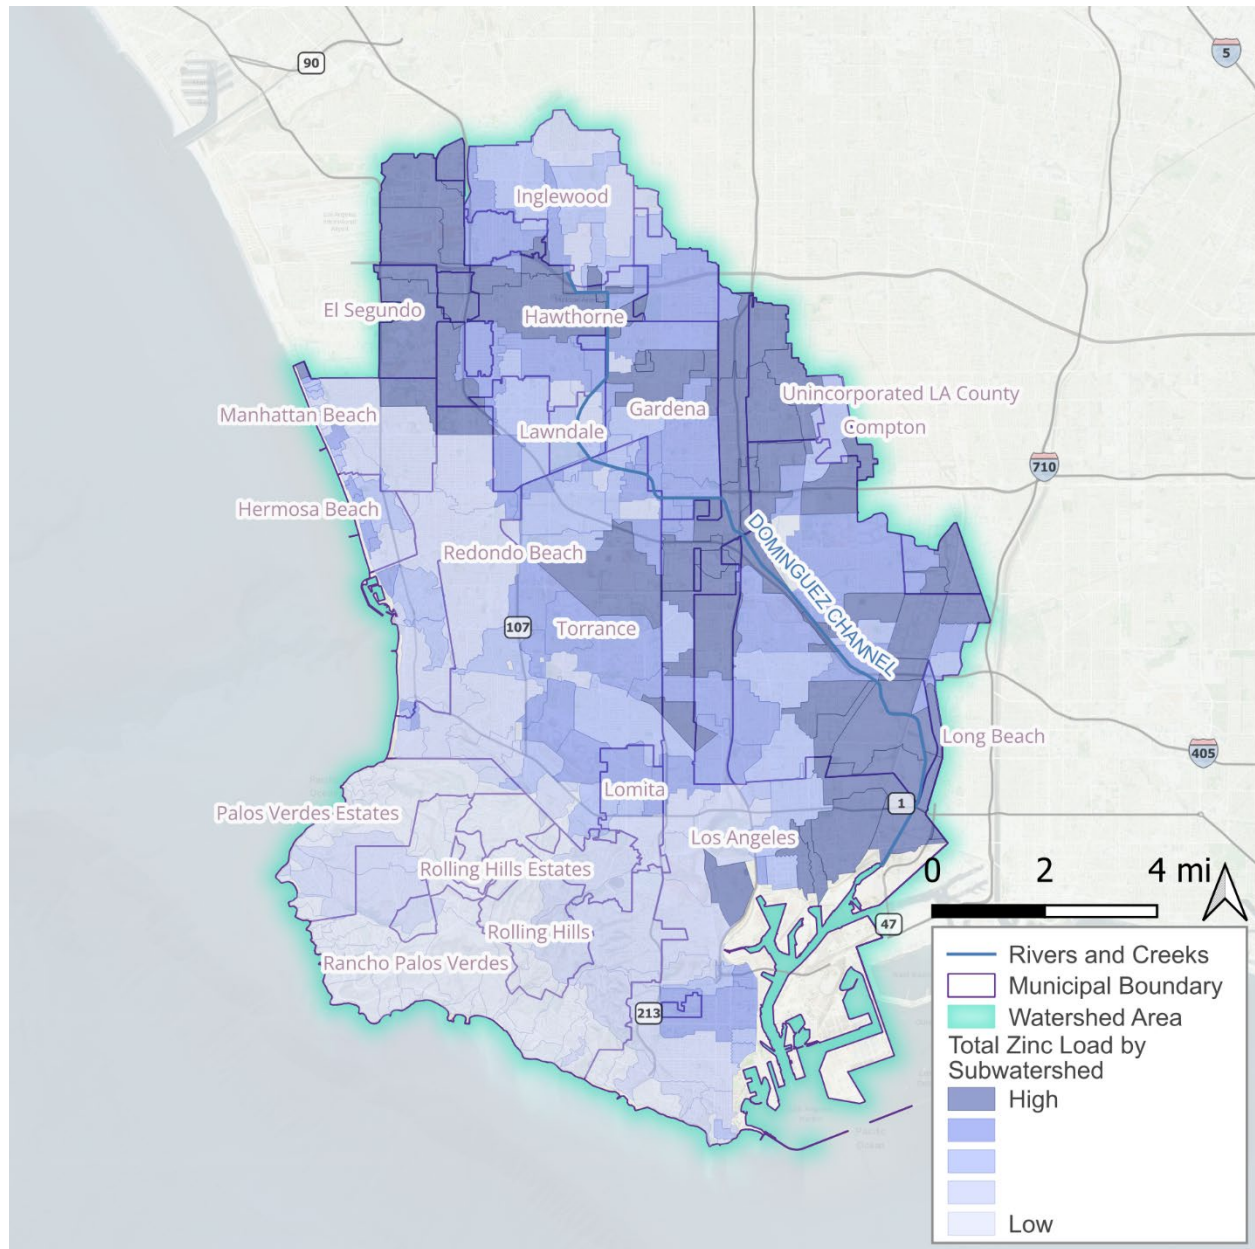 90
5
Inglewood
El Segundo
Hawthorne
Manhattan Beach
Unincorporated LA County
Gardena
Lawndale
Compton
710
Hermosa Beach
Redondo Beach
DOMINGUEZ CHANNEL
107
Torrance
Long Beach
405
Lomita
1
Palos Verdes Estates
Los Angeles
Rolling Hills Estates
0 2 4 mi
47
Rolling Hills
Rancho Palos Verdes
213
Rivers and Creeks
Municipal Boundary
Watershed Area
Total Zinc Load by
Subwatershed
High
Low